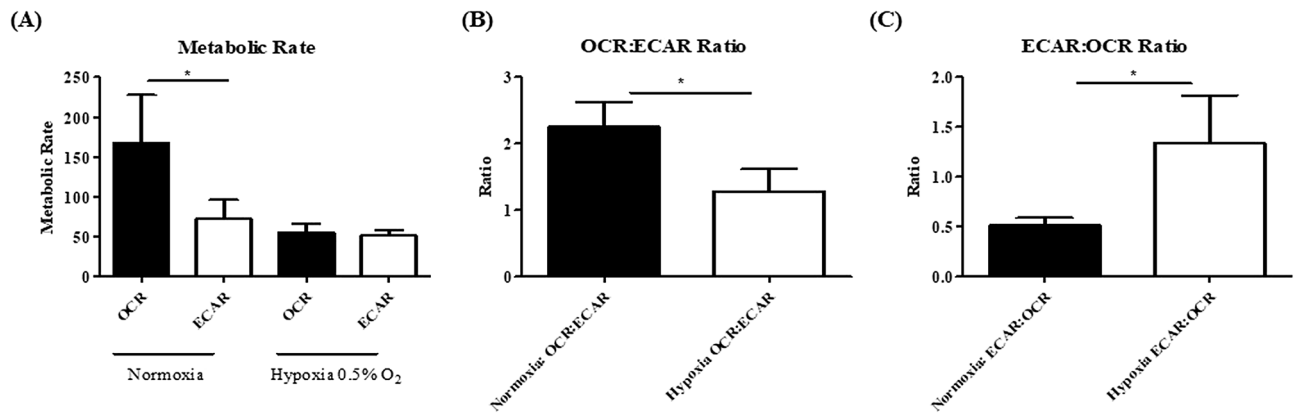 (A)
Metabolic Rate
*
250
200
150
100
50
0
Metabolic Rate
OCR
ECAR
OCR
ECAR
Normoxia
Hypoxia 0.5% O₂
(B)
OCR:ECAR Ratio
*
3
2
1
0
Ratio
Normoxia: OCR:ECAR
Hypoxia OCR:ECAR
(C)
ECAR:OCR Ratio
*
2.0
1.5
1.0
0.5
0.0
Ratio
Normoxia: ECAR:OCR
Hypoxia ECAR:OCR